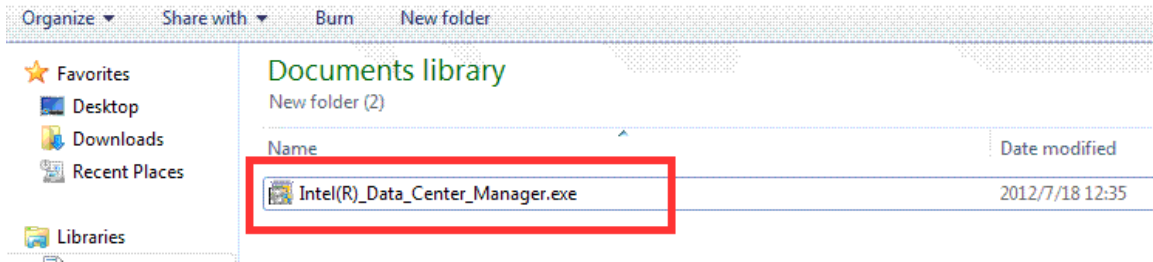 Organize Share with Burn New folder
Favorites
Desktop
Downloads
Recent Places
Libraries
Documents library
New folder (2)
Name Date modified
Intel(R)_Data_Center_Manager.exe 2012/7/18 12:35